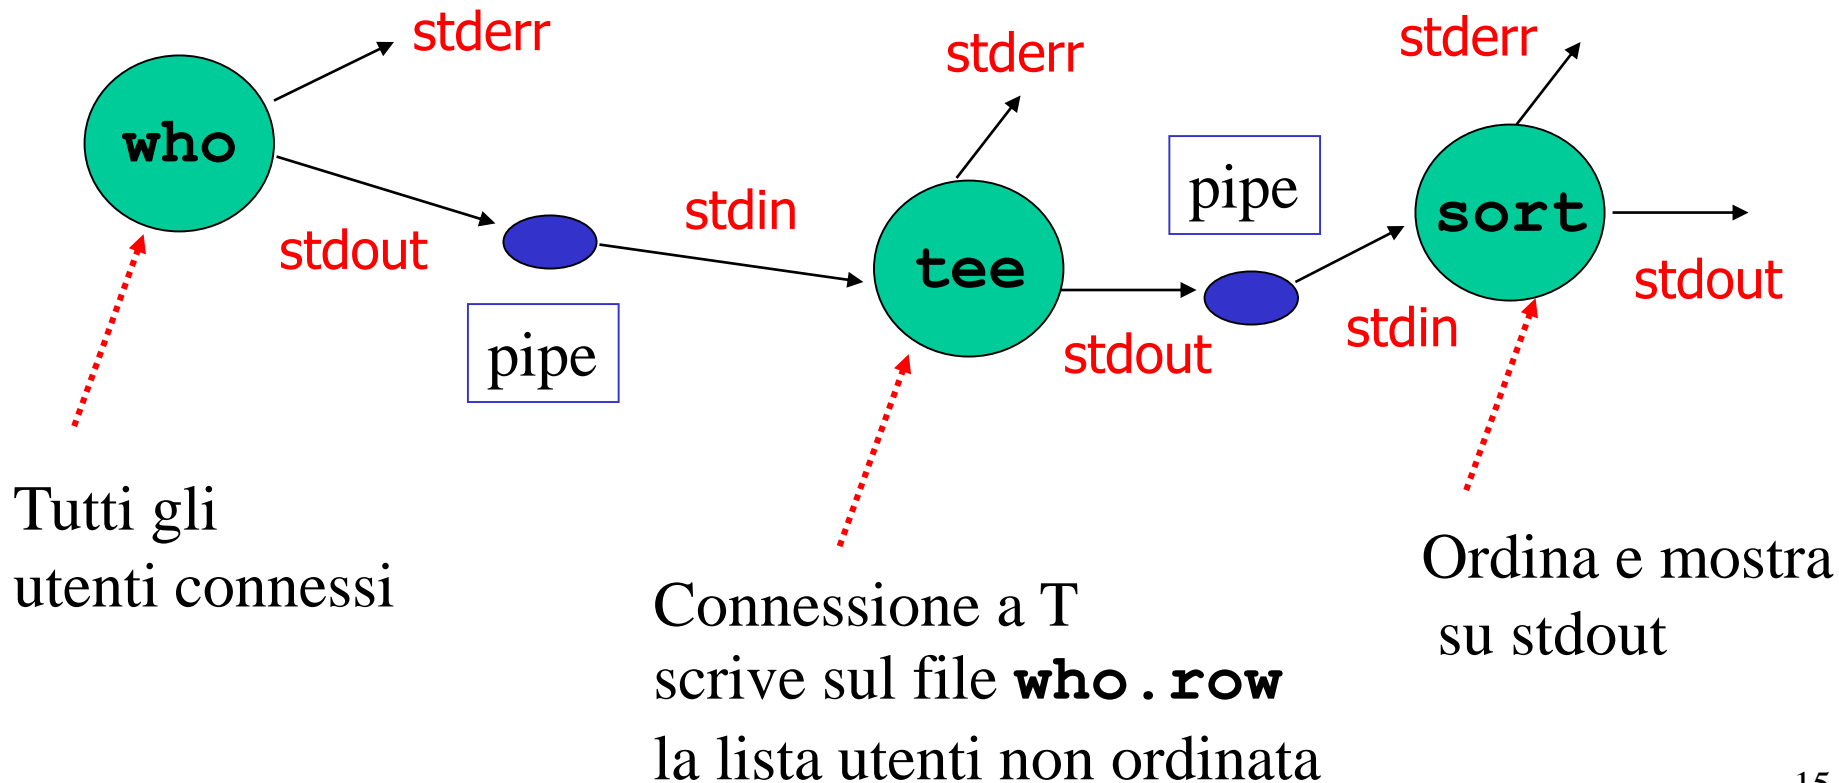 stderr
who
stdout
pipe
stdin
stderr
tee
stdout
pipe
stdin
stderr
sort
stdout
Tutti gli
utenti connessi
Connessione a T
scrive sul file who.row
la lista utenti non ordinata
Ordina e mostra
su stdout
15